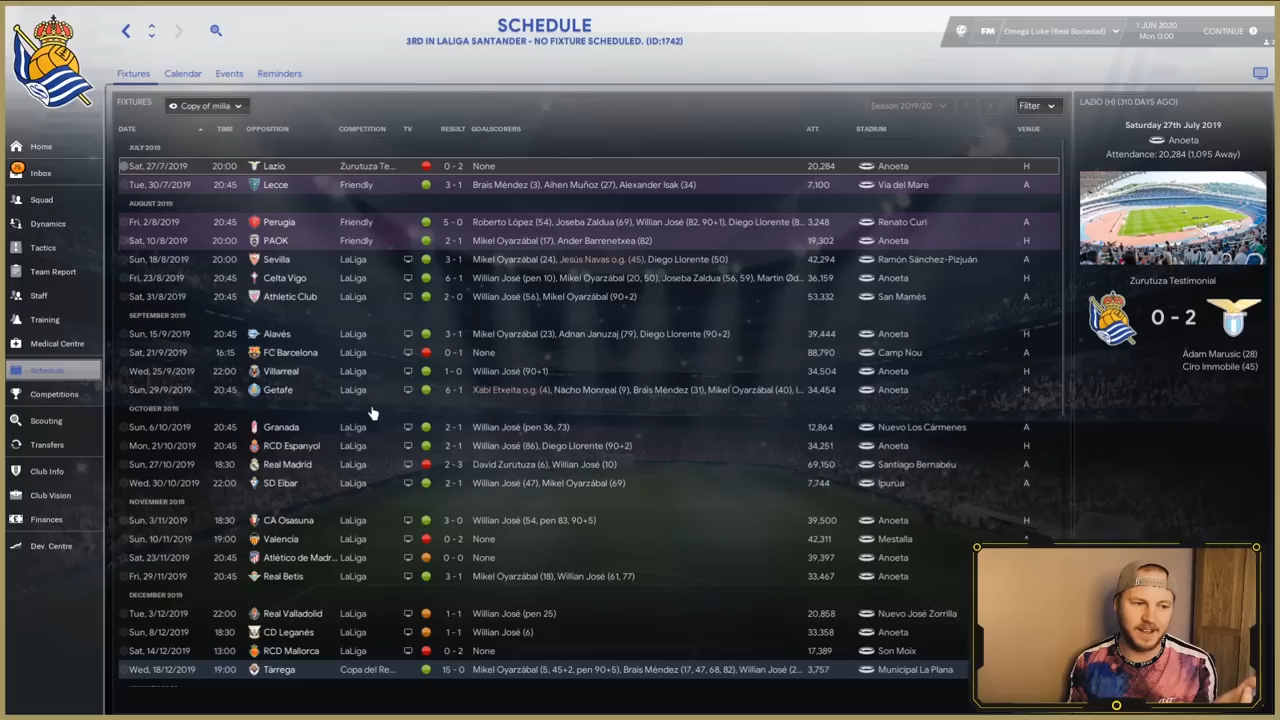 SCHEDULE
3RD IN LALIGA SANTANDER - NO FIXTURE SCHEDULED. (ID:1742)
FM Omega Luke (Real Sociedad)
1 JUN 2020
Mon 0:00
CONTINUE
2
Fixtures Calendar Events Reminders
FIXTURES Copy of milla Season 2019/20 Filter
DATE TIME OPPOSITION COMPETITION TV RESULT GOALSCORERS ATT STADIUM VENUE
JULY 2019
Sat, 27/7/2019 20:00 Lazio Zurutuza Te... 0 - 2 None 20,284 Anoeta H
Tue, 30/7/2019 20:45 Lecce Friendly 3 - 1 Brais Méndez (3), Aihen Muñoz (27), Alexander Isak (34) 7,100 Via del Mare A
AUGUST 2019
Fri, 2/8/2019 20:45 Perugia Friendly 5 - 0 Roberto López (54), Joseba Zaldua (69), Willian José (82, 90+1), Diego Llorente (8... 3,248 Renato Curi A
Sat, 10/8/2019 20:00 PAOK Friendly 2 - 1 Mikel Oyarzábal (17), Ander Barrenetxea (82) 19,302 Anoeta H
Sun, 18/8/2019 20:45 Sevilla LaLiga 3 - 1 Mikel Oyarzábal (24), Jesús Navas o.g. (45), Diego Llorente (50) 42,294 Ramón Sánchez-Pizjuán A
Fri, 23/8/2019 20:45 Celta Vigo LaLiga 6 - 1 Willian José (pen 10), Mikel Oyarzábal (20, 50), Joseba Zaldua (56, 59), Martin Ød... 36,159 Anoeta H
Sat, 31/8/2019 20:45 Athletic Club LaLiga 2 - 0 Willian José (56), Mikel Oyarzábal (90+2) 53,332 San Mamés A
SEPTEMBER 2019
Sun, 15/9/2019 20:45 Alavés LaLiga 3 - 1 Mikel Oyarzábal (23), Adnan Januzaj (79), Diego Llorente (90+2) 39,444 Anoeta H
Sat, 21/9/2019 16:15 FC Barcelona LaLiga 0 - 1 None 88,790 Camp Nou A
Wed, 25/9/2019 22:00 Villarreal LaLiga 1 - 0 Willian José (90+1) 34,504 Anoeta H
Sun, 29/9/2019 20:45 Getafe LaLiga 6 - 1 Xabi Etxeita o.g. (4), Nacho Monreal (9), Brais Méndez (31), Mikel Oyarzábal (40), I... 34,454 Anoeta H
OCTOBER 2019
Sun, 6/10/2019 20:45 Granada LaLiga 2 - 1 Willian José (pen 36, 73) 12,864 Nuevo Los Cármenes A
Mon, 21/10/2019 20:45 RCD Espanyol LaLiga 2 - 1 Willian José (86), Diego Llorente (90+2) 34,251 Anoeta H
Sun, 27/10/2019 18:30 Real Madrid LaLiga 2 - 3 David Zurutuza (6), Willian José (10) 69,150 Santiago Bernabéu A
Wed, 30/10/2019 22:00 SD Eibar LaLiga 2 - 1 Willian José (47), Mikel Oyarzábal (69) 7,744 Ipurúa A
NOVEMBER 2019
Sun, 3/11/2019 18:30 CA Osasuna LaLiga 3 - 0 Willian José (54, pen 83, 90+5) 39,500 Anoeta H
Sun, 10/11/2019 19:00 Valencia LaLiga 0 - 2 None 42,311 Mestalla A
Sat, 23/11/2019 20:45 Atlético de Madr... LaLiga 0 - 0 None 39,397 Anoeta
Fri, 29/11/2019 20:45 Real Betis LaLiga 3 - 1 Mikel Oyarzábal (18), Willian José (61, 77) 33,467 Anoeta
DECEMBER 2019
Tue, 3/12/2019 22:00 Real Valladolid LaLiga 1 - 1 Willian José (pen 25) 20,858 Nuevo José Zorrilla
Sun, 8/12/2019 18:30 CD Leganés LaLiga 1 - 1 Willian José (6) 33,358 Anoeta
Sat, 14/12/2019 13:00 RCD Mallorca LaLiga 0 - 2 None 17,389 Son Moix
Wed, 18/12/2019 19:00 Tàrrega Copa del Re... 15 - 0 Mikel Oyarzábal (5, 45+2, pen 90+5), Brais Méndez (17, 47, 68, 82), Willian José (2... 3,757 Municipal La Plana
Home
75
Inbox
Squad
Dynamics
Tactics
Team Report
Staff
Training
Medical Centre
Schedule
Competitions
Scouting
Transfers
Club Info
Club Vision
Finances
Dev. Centre
LAZIO (H) (310 DAYS AGO)
Saturday 27th July 2019
Anoeta
Attendance: 20,284 (1,095 Away)
Zurutuza Testimonial
0 - 2
Adam Marusic (28)
Ciro Immobile (45)